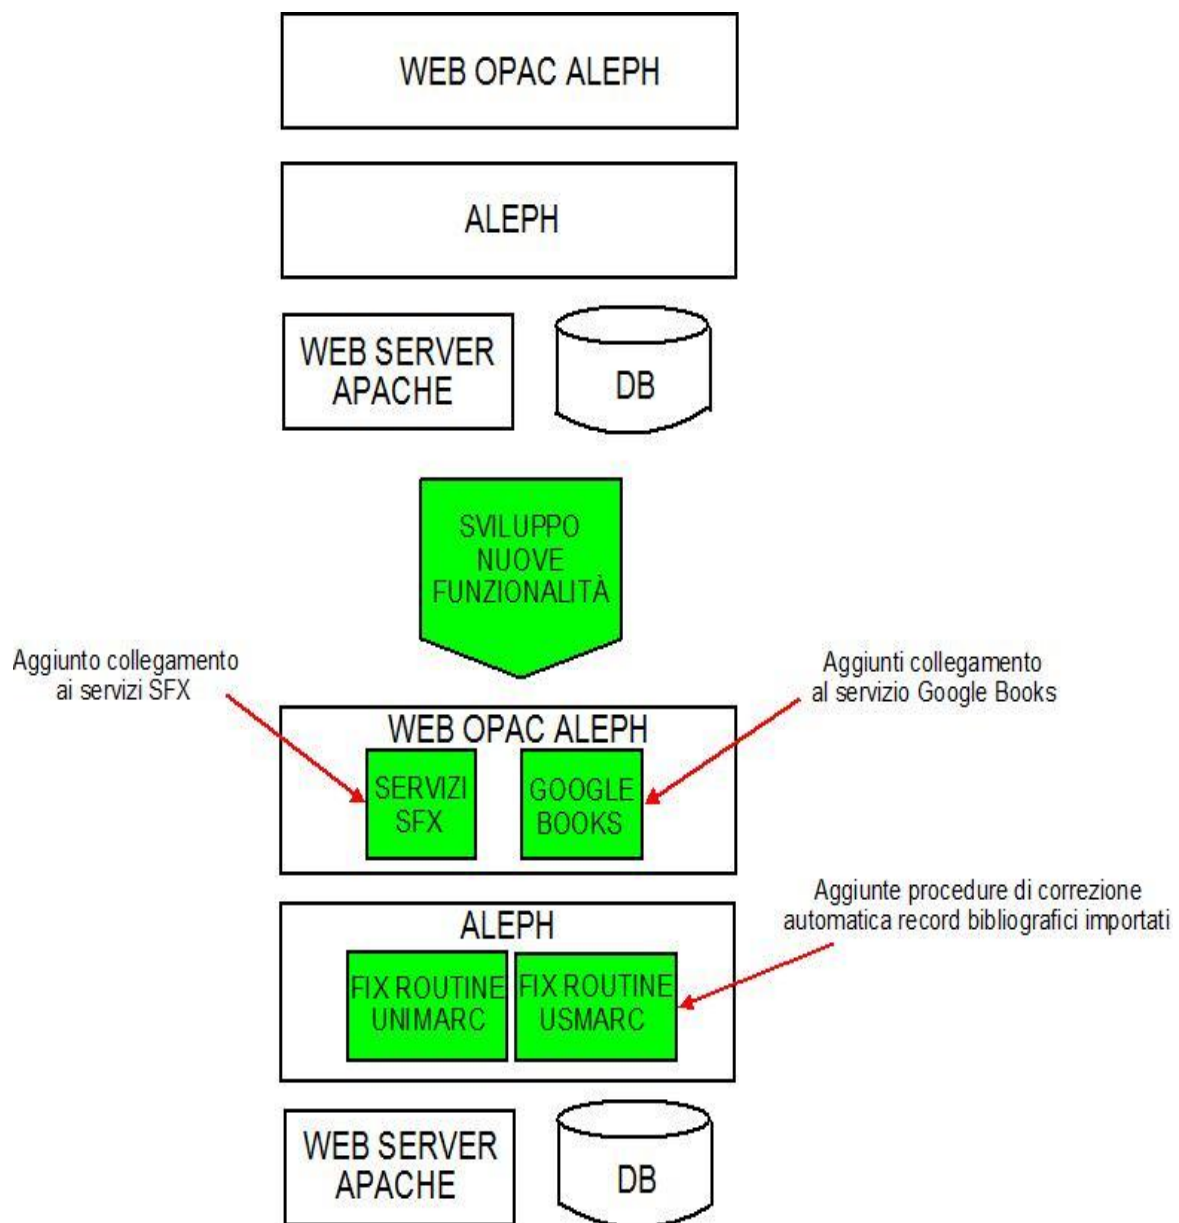 WEB OPAC ALEPH
ALEPH
WEB SERVER
APACHE
DB
SVILUPPO
NUOVE
FUNZIONALITÀ
Aggiunto collegamento
ai servizi SFX
Aggiunti collegamento
al servizio Google Books
WEB OPAC ALEPH
SERVIZI
SFX
GOOGLE
BOOKS
Aggiunte procedure di correzione
automatica record bibliografici importati
ALEPH
FIX ROUTINE
UNIMARC
FIX ROUTINE
USMARC
WEB SERVER
APACHE
DB